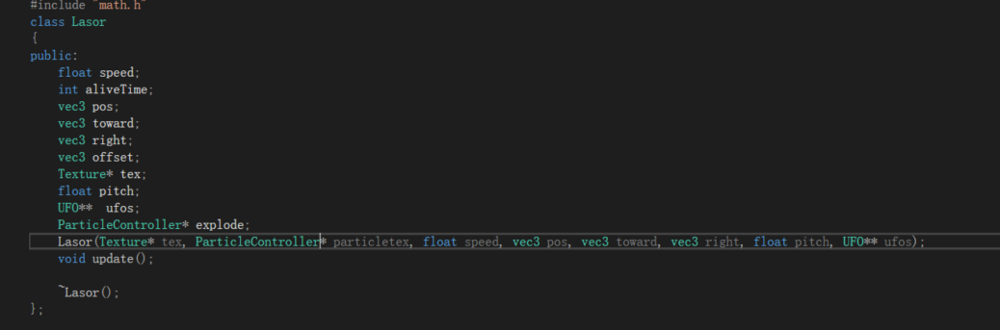 #include "math.h"
class Lasor
{
public:
float speed;
int aliveTime;
vec3 pos;
vec3 toward;
vec3 right;
vec3 offset;
Texture* tex;
float pitch;
UFO** ufos;
ParticleController* explode;
Lasor(Texture* tex, ParticleController* particletex, float speed, vec3 pos, vec3 toward, vec3 right, float pitch, UFO** ufos);
void update();
~Lasor();
};